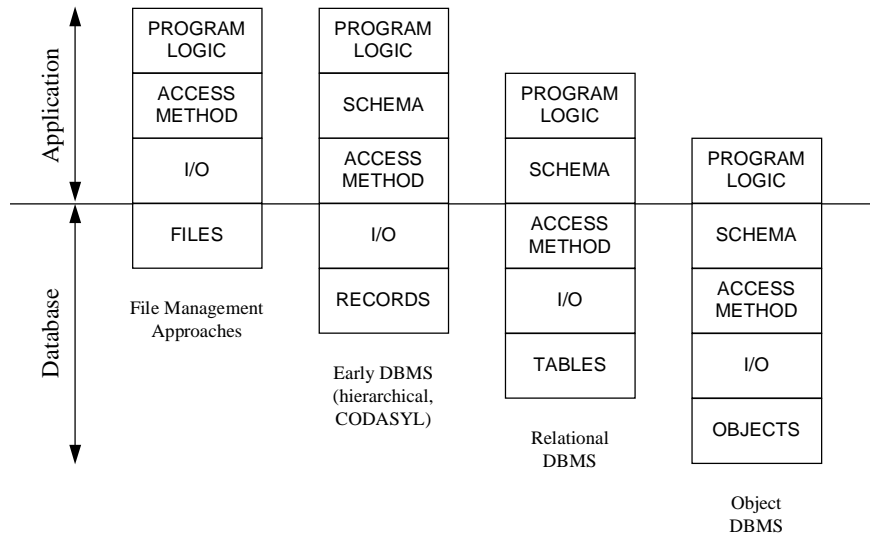 Application
Database
PROGRAM
LOGIC
ACCESS
METHOD
I/O
FILES
File Management
Approaches
PROGRAM
LOGIC
SCHEMA
ACCESS
METHOD
I/O
RECORDS
Early DBMS
(hierarchical,
CODASYL)
PROGRAM
LOGIC
SCHEMA
ACCESS
METHOD
I/O
TABLES
Relational
DBMS
PROGRAM
LOGIC
SCHEMA
ACCESS
METHOD
I/O
OBJECTS
Object
DBMS